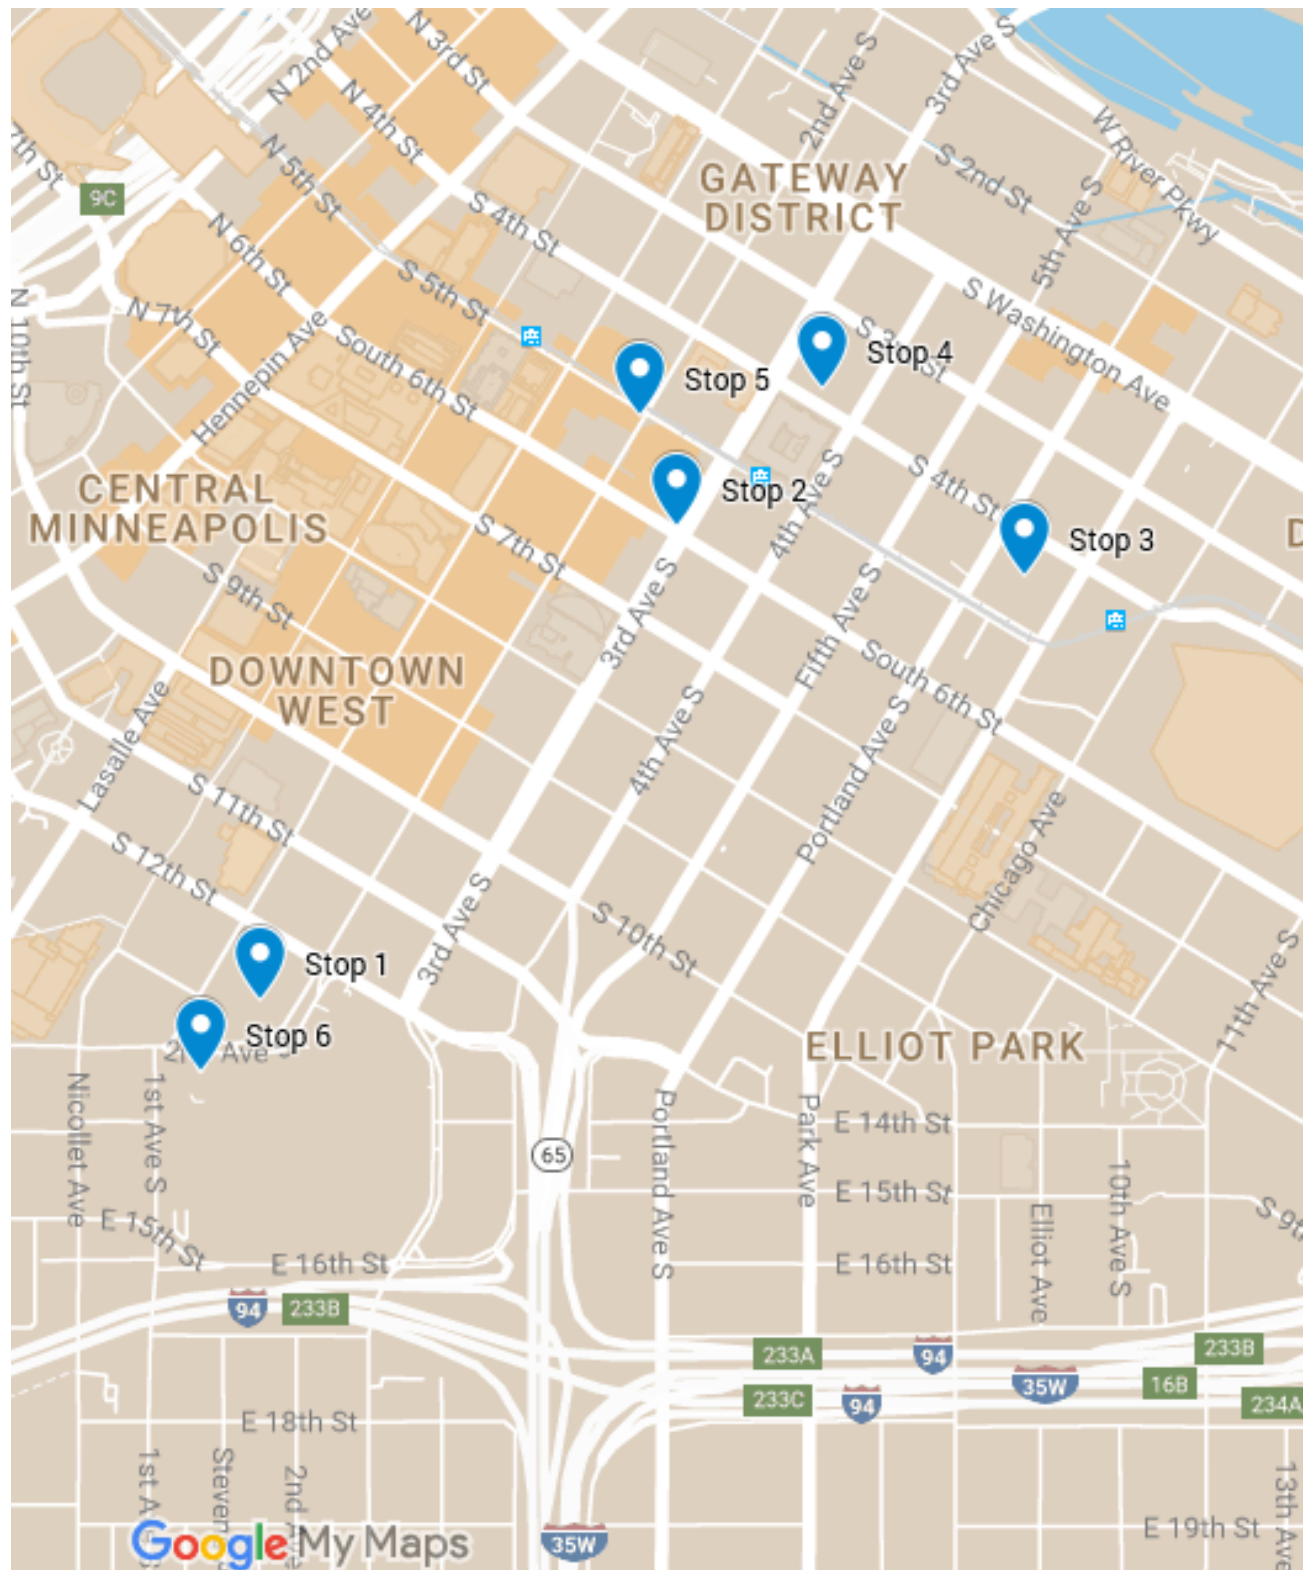 N 3rd St
N 2nd Ave
2nd Ave S
3rd Ave S
N 4th St
W River Pkwy
7th St
N 5th St
9C
GATEWAY
DISTRICT
S 2nd St
5th Ave S
S 4th St
N 6th St
S 5th St
S Washington Ave
N 10th St
N 7th St
South 6th St
Hennepin Ave
Stop 5
Stop 4
S 3rd St
CENTRAL
MINNEAPOLIS
Stop 2
S 4th St
4th Ave S
Stop 3
D
S 7th St
S 9th St
3rd Ave S
Fifth Ave S
South 6th St
DOWNTOWN
WEST
Lasalle Ave
4th Ave S
Portland Ave S
S 11th St
S 12th St
Chicago Ave
3rd Ave S
S 10th St
Stop 1
11th Ave S
Stop 6
ELLIOT PARK
Nicollet Ave
1st Ave S
Portland Ave S
Park Ave
E 14th St
65
E 15th St
10th Ave S
E 15th St
Elliot Ave
E 16th St
E 16th St
94
233B
233A
94
233B
35W
16B
233C
94
234A
E 18th St
2nd Ave
13th Ave
E 19th St
Google My Maps
35W